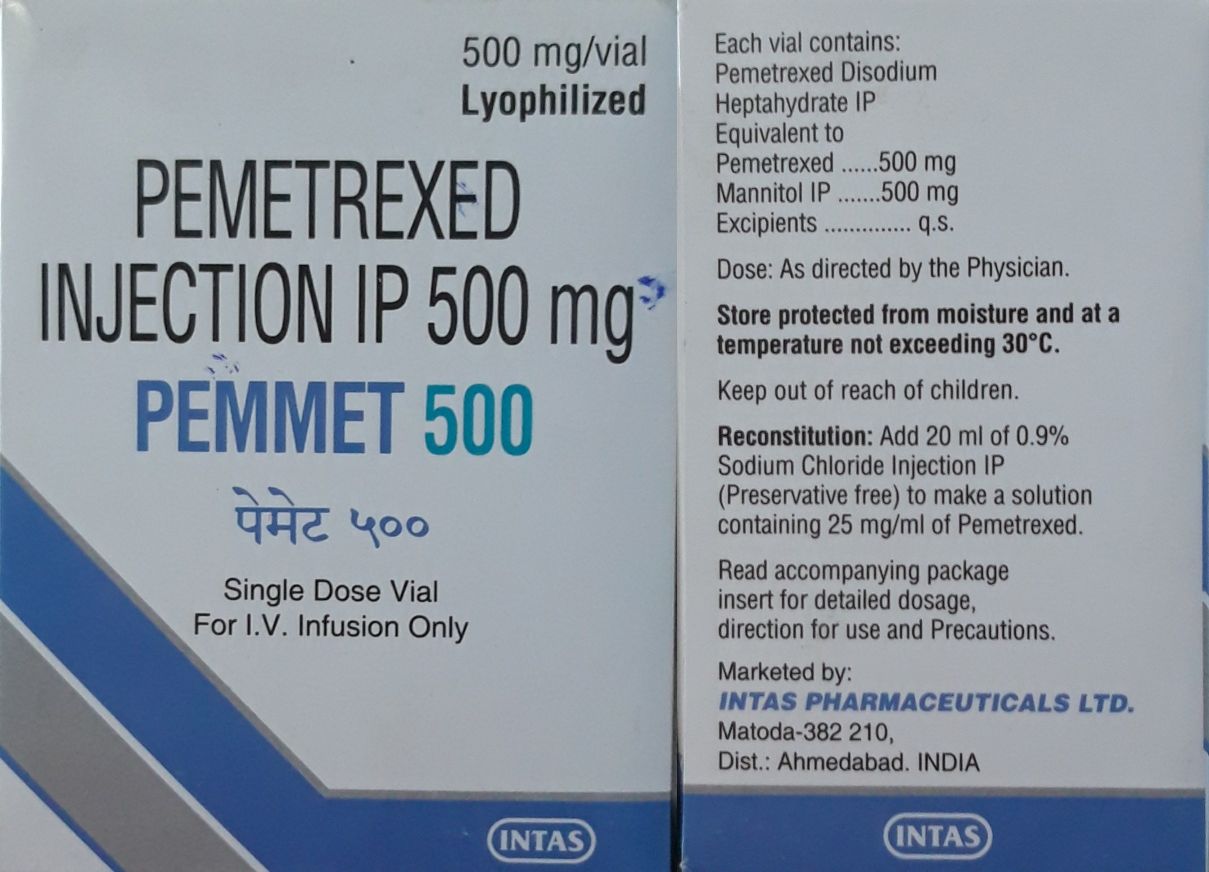 500 mg/vial
Lyophilized
PEMETREXED
INJECTION IP 500 mg
PEMMET 500
पेमेट ५००
Single Dose Vial
For I.V. Infusion Only
INTAS
Each vial contains:
Pemetrexed Disodium
Heptahydrate IP
Equivalent to
Pemetrexed ......500 mg
Mannitol IP .......500 mg
Excipients .............. q.s.
Dose: As directed by the Physician.
Store protected from moisture and at a
temperature not exceeding 30°C.
Keep out of reach of children.
Reconstitution: Add 20 ml of 0.9%
Sodium Chloride Injection IP
(Preservative free) to make a solution
containing 25 mg/ml of Pemetrexed.
Read accompanying package
insert for detailed dosage,
direction for use and Precautions.
Marketed by:
INTAS PHARMACEUTICALS LTD.
Matoda-382 210,
Dist.: Ahmedabad. INDIA
INTAS